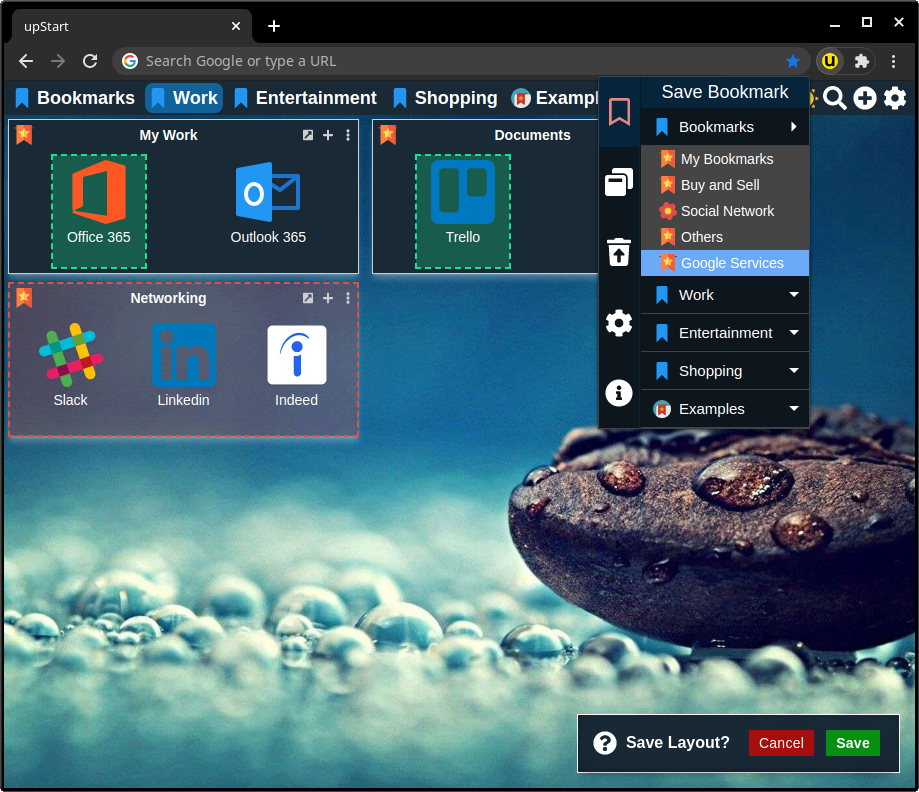 upStart
Search Google or type a URL
Bookmarks Work Entertainment Shopping Exampl
Save Bookmark
Bookmarks
My Bookmarks
Buy and Sell
Social Network
Others
Google Services
Work
Entertainment
Shopping
Examples
My Work
Office 365 Outlook 365
Documents
Trello
Networking
Slack Linkedin Indeed
Save Layout? Cancel Save